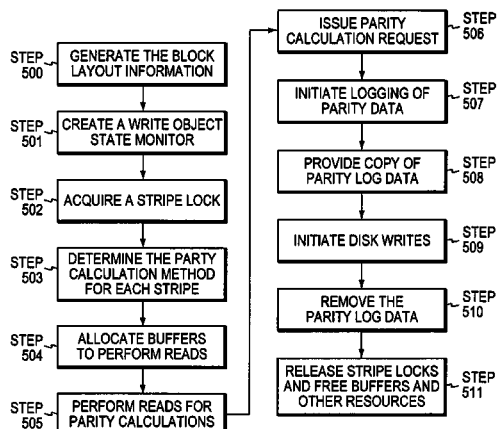 STEP
500
GENERATE THE BLOCK
LAYOUT INFORMATION
STEP
501
CREATE A WRITE OBJECT
STATE MONITOR
STEP
502
ACQUIRE A STRIPE LOCK
STEP
503
DETERMINE THE PARTY
CALCULATION METHOD
FOR EACH STRIPE
STEP
504
ALLOCATE BUFFERS
TO PERFORM READS
STEP
505
PERFORM READS FOR
PARITY CALCULATIONS
ISSUE PARITY
CALCULATION REQUEST
STEP
506
INITIATE LOGGING OF
PARITY DATA
STEP
507
PROVIDE COPY OF
PARITY LOG DATA
STEP
508
INITIATE DISK WRITES
STEP
509
REMOVE THE
PARITY LOG DATA
STEP
510
RELEASE STRIPE LOCKS
AND FREE BUFFERS AND
OTHER RESOURCES
STEP
511